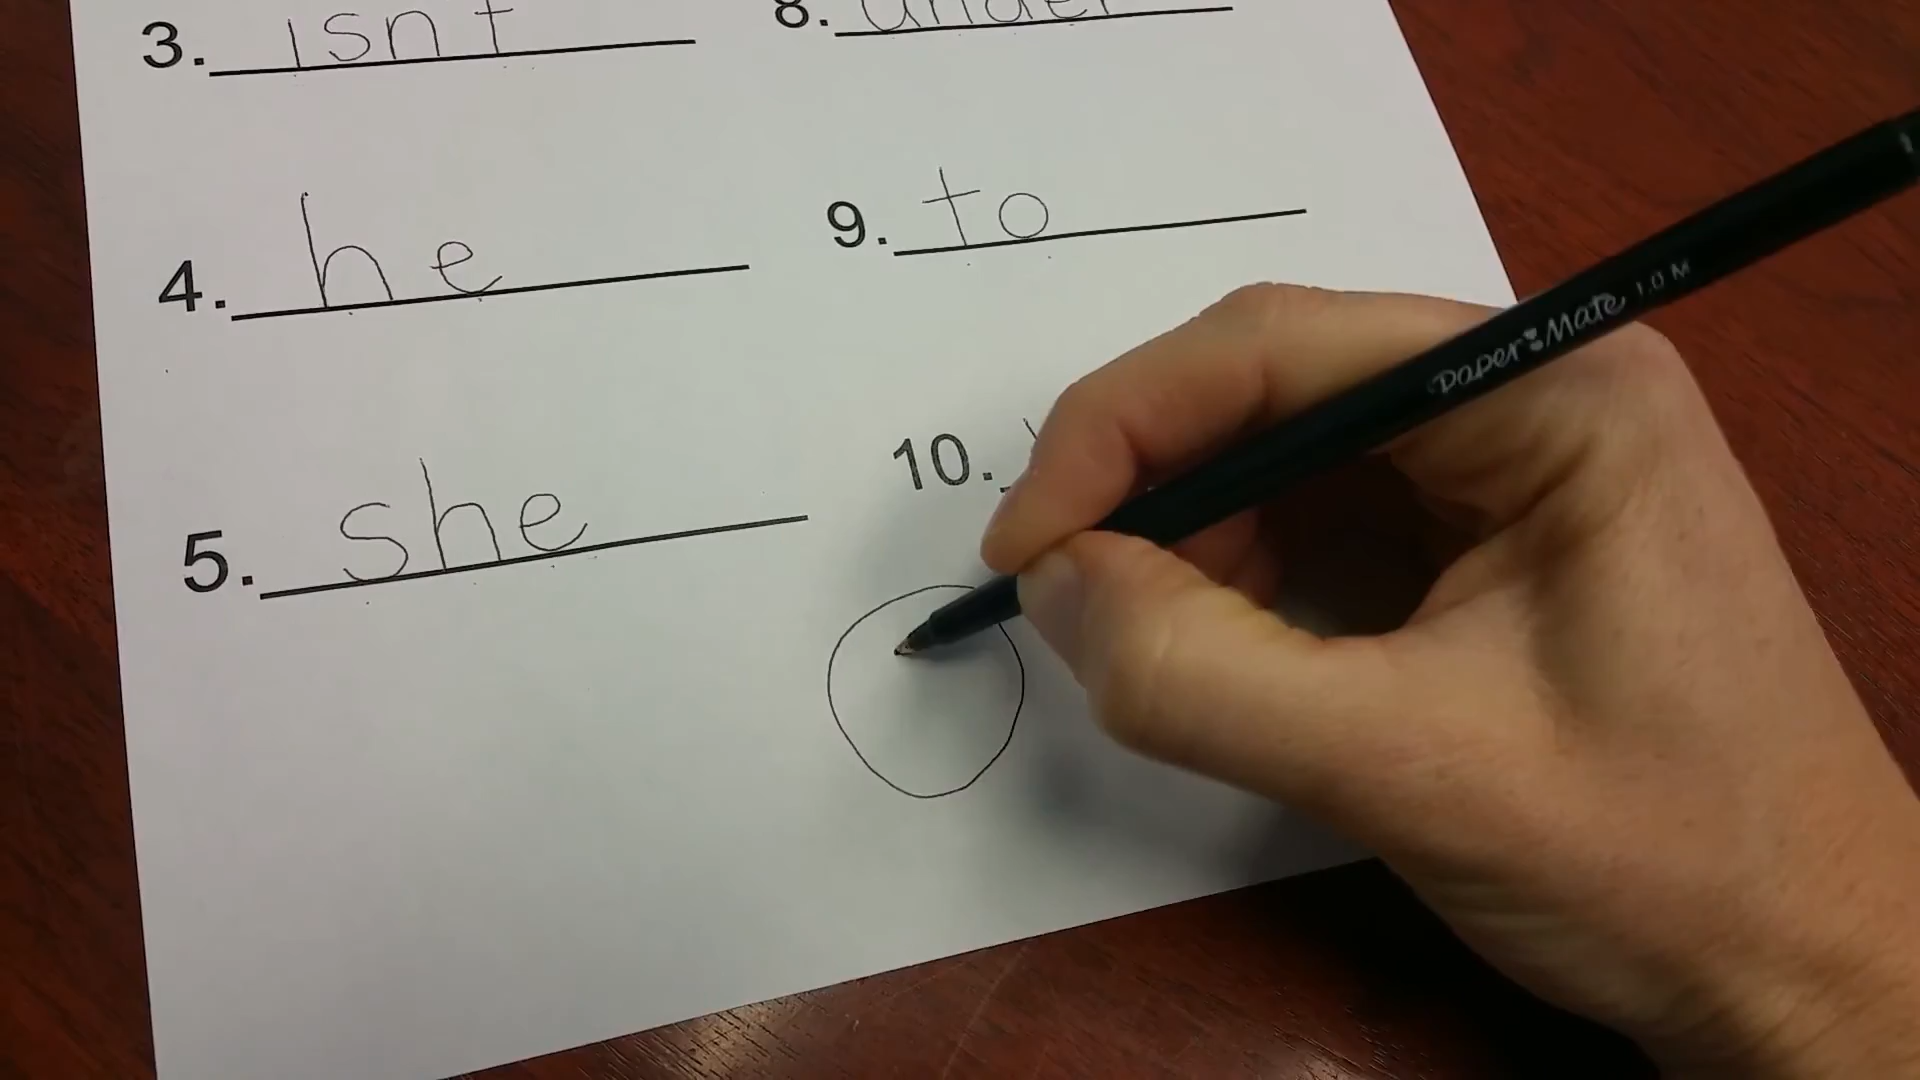 3. isnt
4. he
5. she
8. under
9. to
10.
Paper Mate 1.0 M